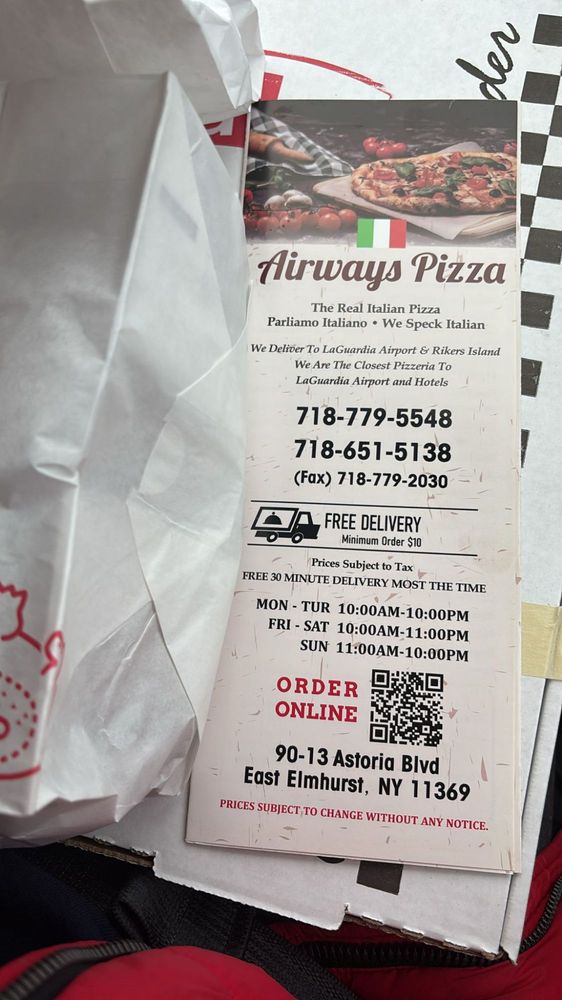 der
Airways Pizza
The Real Italian Pizza
Parliamo Italiano • We Speck Italian
We Deliver To LaGuardia Airport & Rikers Island
We Are The Closest Pizzeria To
LaGuardia Airport and Hotels
718-779-5548
718-651-5138
(Fax) 718-779-2030
FREE DELIVERY
Minimum Order $10
Prices Subject to Tax
FREE 30 MINUTE DELIVERY MOST THE TIME
MON - TUR 10:00AM-10:00PM
FRI - SAT 10:00AM-11:00PM
SUN 11:00AM-10:00PM
ORDER
ONLINE
90-13 Astoria Blvd
East Elmhurst, NY 11369
PRICES SUBJECT TO CHANGE WITHOUT ANY NOTICE.